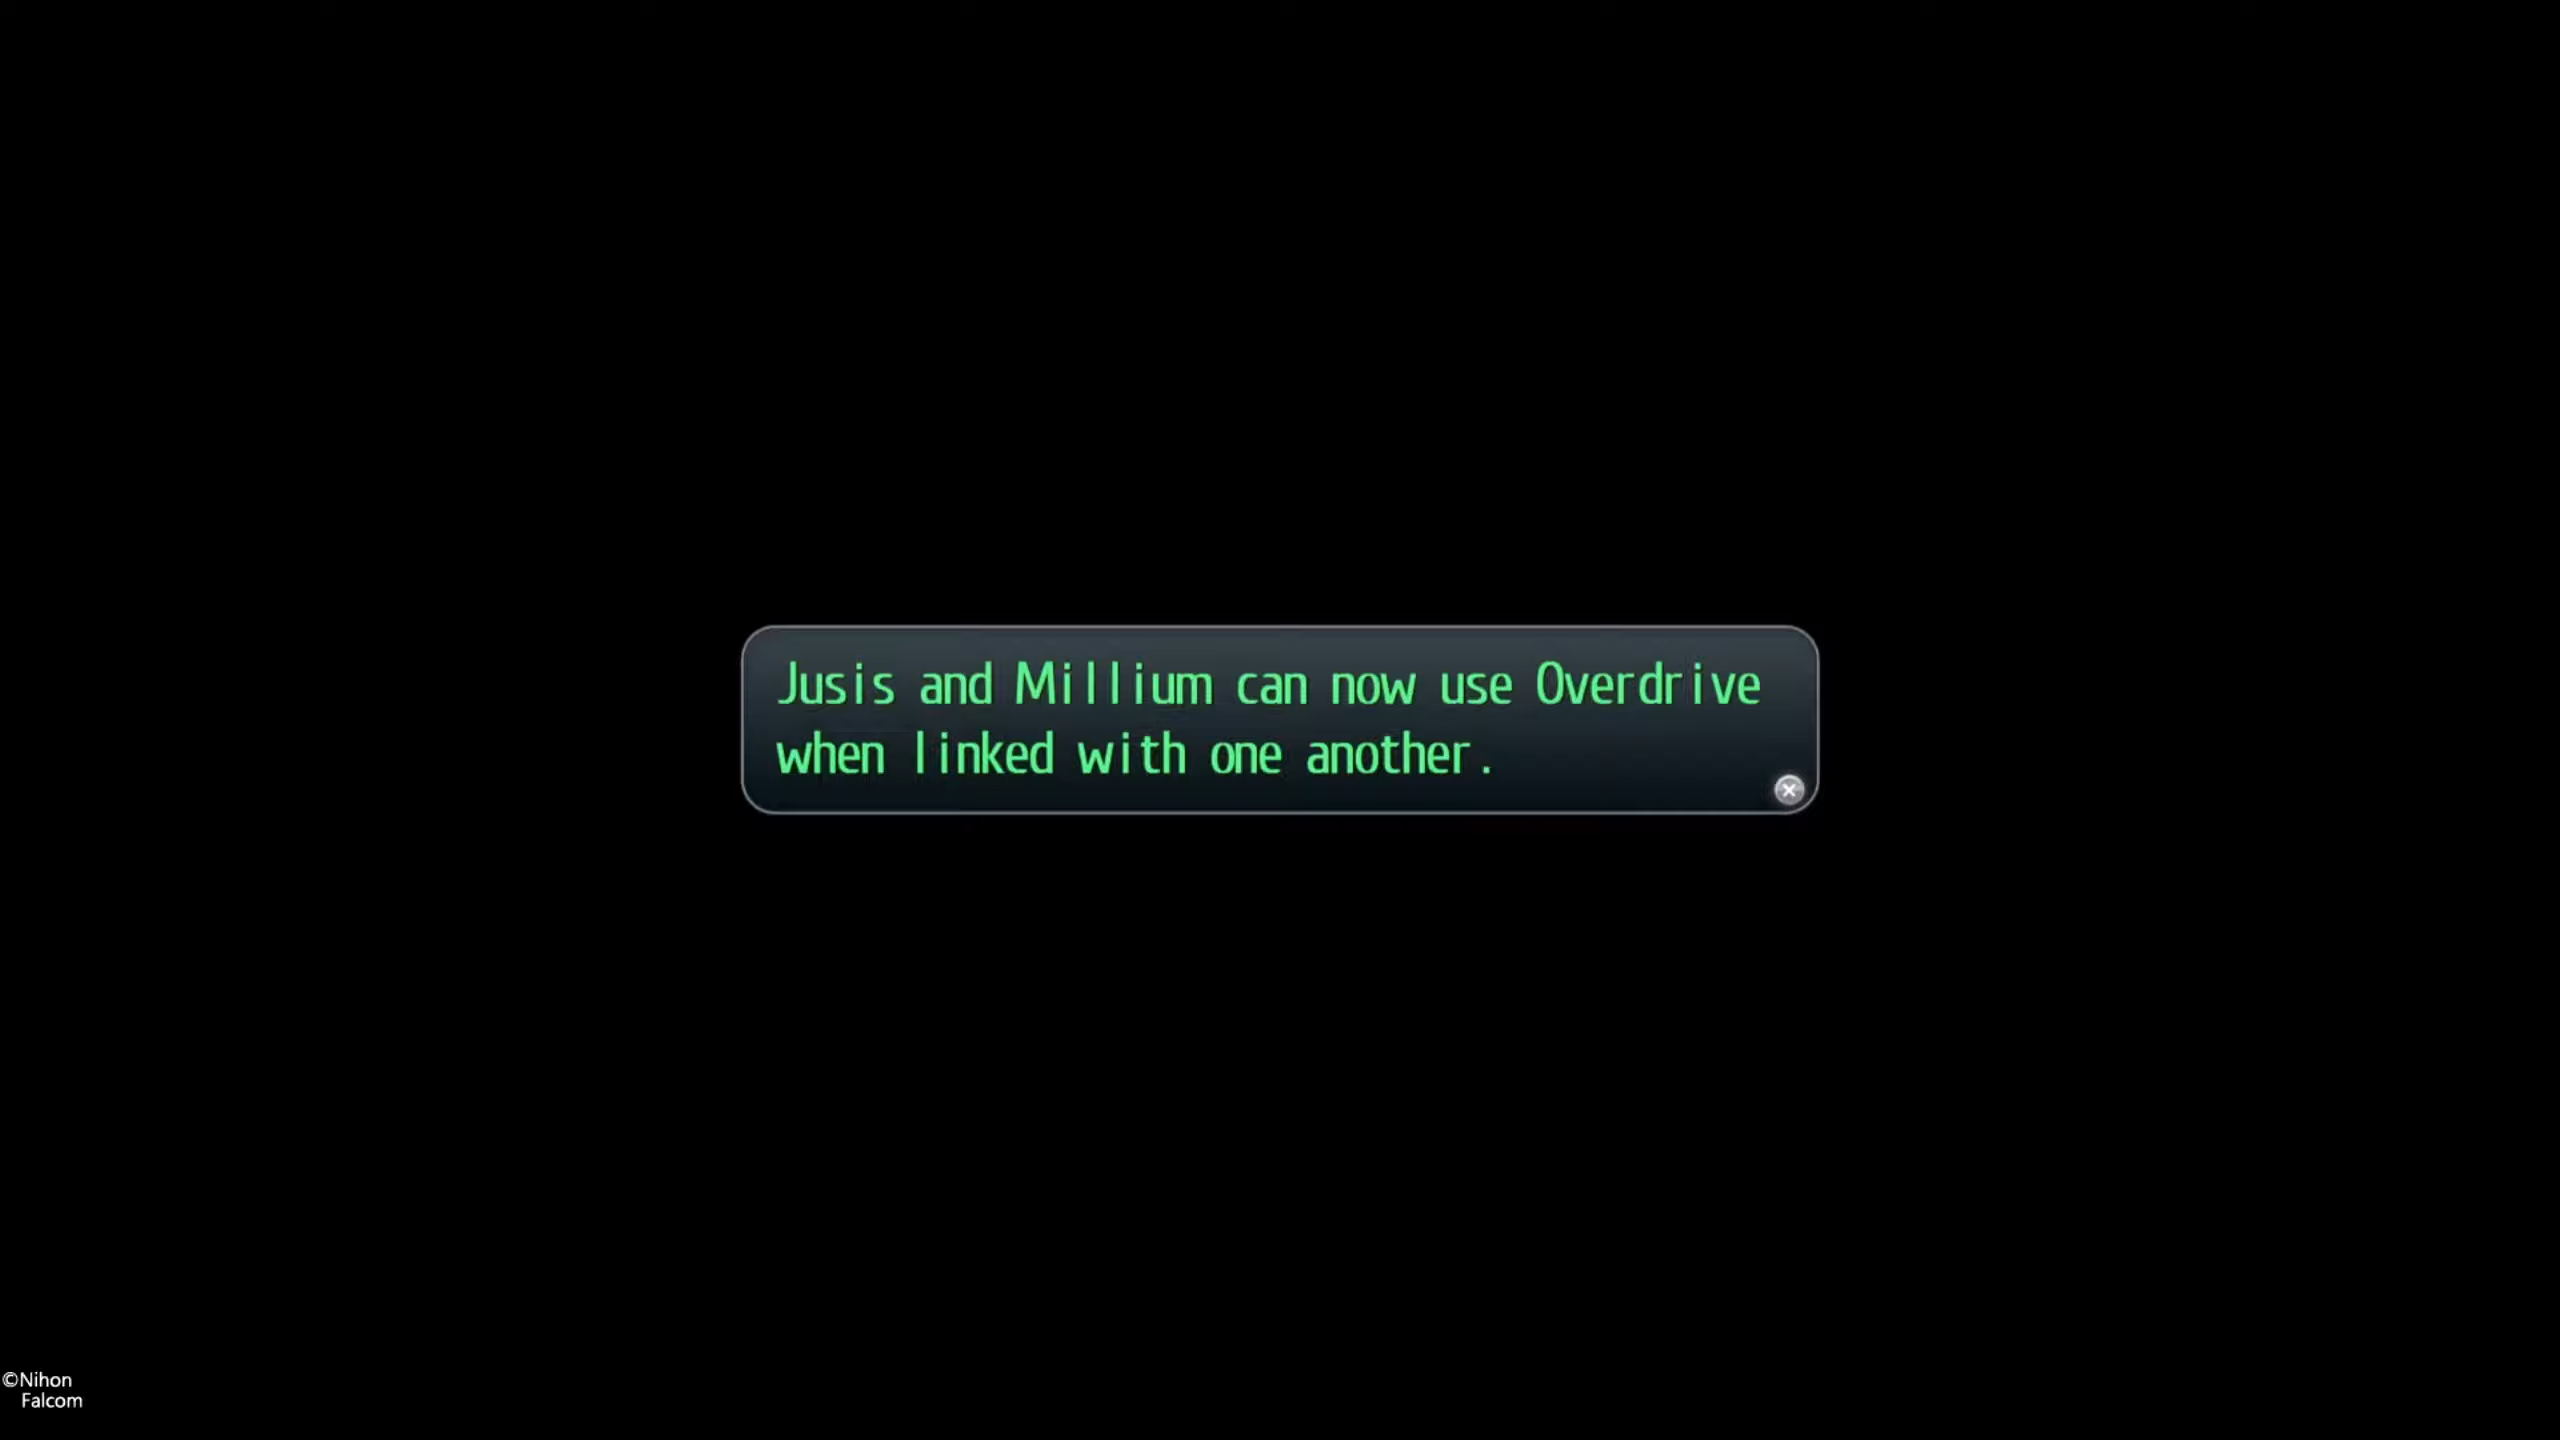 Jusis and Millium can now use Overdrive
when linked with one another.
©Nihon
Falcom